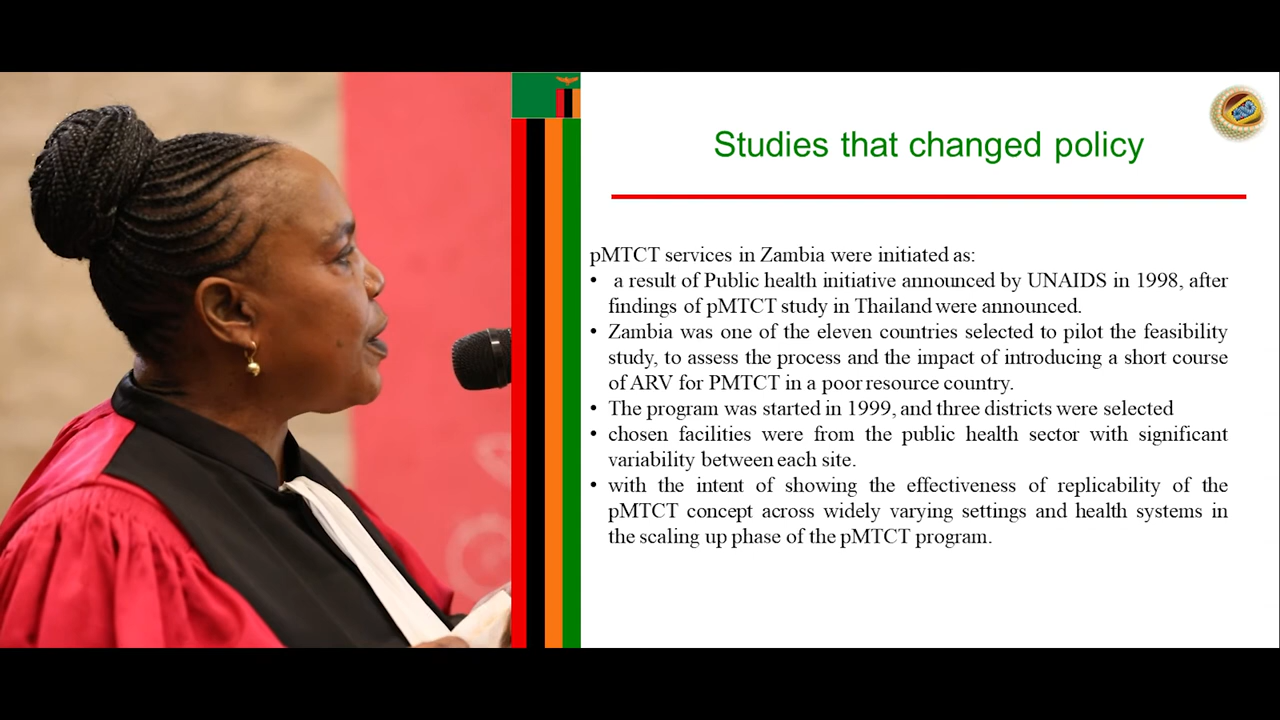 Studies that changed policy
pMTCT services in Zambia were initiated as:
• a result of Public health initiative announced by UNAIDS in 1998, after
findings of pMTCT study in Thailand were announced.
• Zambia was one of the eleven countries selected to pilot the feasibility
study, to assess the process and the impact of introducing a short course
of ARV for PMTCT in a poor resource country.
• The program was started in 1999, and three districts were selected
• chosen facilities were from the public health sector with significant
variability between each site.
• with the intent of showing the effectiveness of replicability of the
pMTCT concept across widely varying settings and health systems in
the scaling up phase of the pMTCT program.